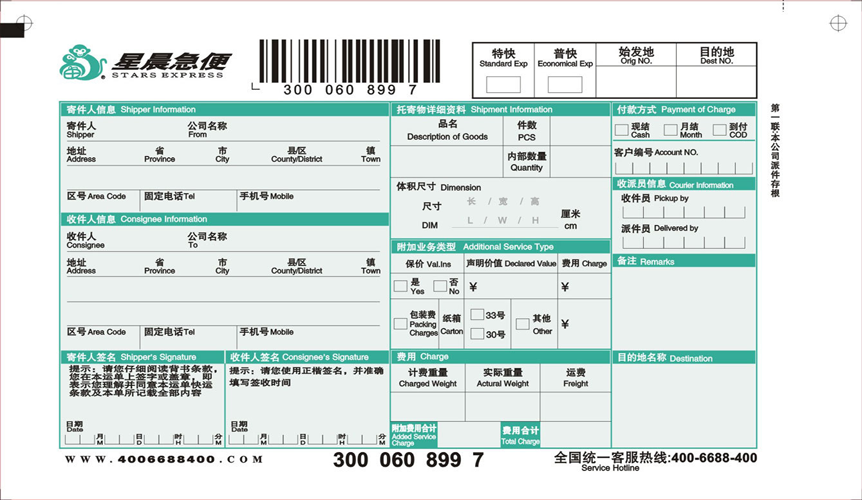 星晨急便
STARS EXPRESS
300 060 899 7
特快 普快 始发地 目的地
Standard Exp Economical Exp Orig NO. Dest NO.
寄件人信息 Shipper Information
寄件人 公司名称
Shipper From
地址 省 市 县/区 镇
Address Province City County/District Town
区号 Area Code 固定电话 Tel 手机号 Mobile
收件人信息 Consignee Information
收件人 公司名称
Consignee To
地址 省 市 县/区 镇
Address Province City County/District Town
区号 Area Code 固定电话 Tel 手机号 Mobile
寄件人签名 Shipper's Signature
提示：请您仔细阅读背书条款，
您在本运单上签字或盖章，即
表示您理解并同意本运单快运
条款及本单所记载全部内容
日期 月 日 时 分
Date M D H M
收件人签名 Consignee's Signature
提示：请您使用正楷签名，并准确
填写签收时间
日期 月 日 时 分
Date M D H M
托寄物详细资料 Shipment Information
品名 件数
Description of Goods PCS
内部数量
Quantity
体积尺寸 Dimension
尺寸 长 / 宽 / 高 厘米
DIM L / W / H cm
附加业务类型 Additional Service Type
保价 Val.Ins 声明价值 Declared Value 费用 Charge
是 否 ¥ ¥
Yes No
包装费 纸箱 33号 其他 ¥
Packing Charges Carton 30号 Other
费用 Charge
计费重量 实际重量 运费
Charged Weight Actural Weight Freight
附加费用合计 费用合计
Added Service Charge Total Charge
付款方式 Payment of Charge
现结 月结 到付
Cash Month COD
客户编号 Account NO.
收派员信息 Courier Information
收件员 Pickup by
派件员 Delivered by
备注 Remarks
目的地名称 Destination
第一联本公司派件存根
WWW.4006688400.COM
300 060 899 7
全国统一客服热线:400-6688-400
Service Hotline